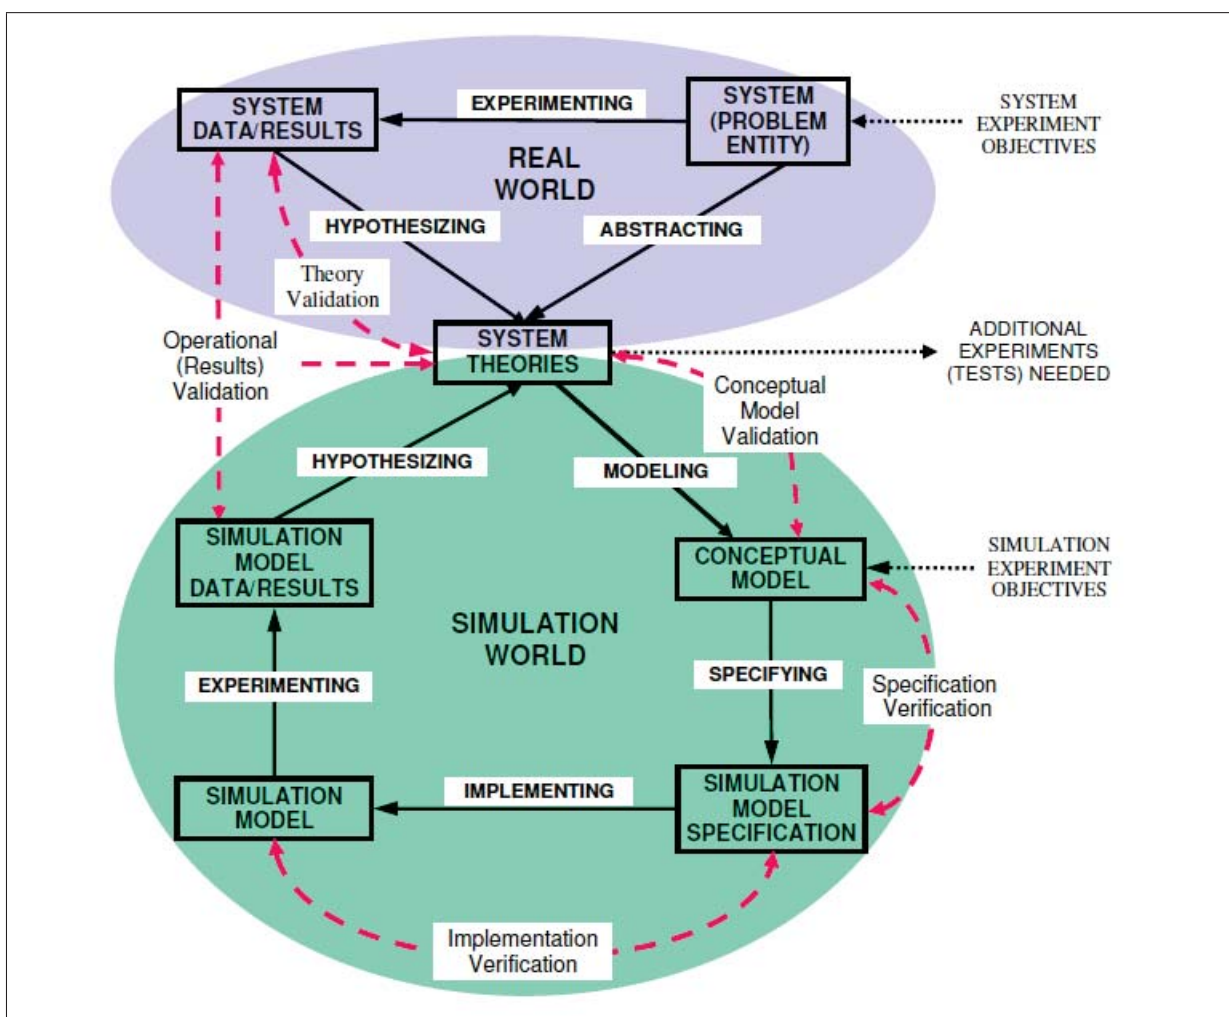 SYSTEM
DATA/RESULTS
EXPERIMENTING
SYSTEM
(PROBLEM
ENTITY)
SYSTEM
EXPERIMENT
OBJECTIVES
REAL
WORLD
HYPOTHESIZING
ABSTRACTING
Theory
Validation
Operational
(Results)
Validation
SYSTEM
THEORIES
ADDITIONAL
EXPERIMENTS
(TESTS) NEEDED
Conceptual
Model
Validation
HYPOTHESIZING
MODELING
SIMULATION
MODEL
DATA/RESULTS
CONCEPTUAL
MODEL
SIMULATION
EXPERIMENT
OBJECTIVES
SIMULATION
WORLD
EXPERIMENTING
SPECIFYING
Specification
Verification
SIMULATION
MODEL
IMPLEMENTING
SIMULATION
MODEL
SPECIFICATION
Implementation
Verification